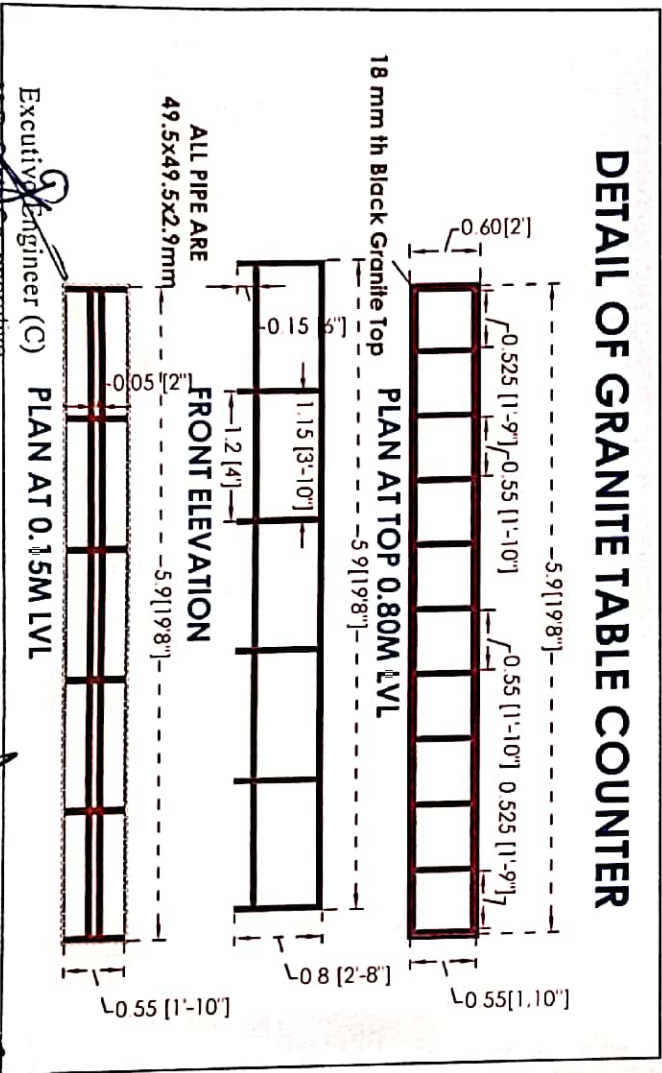 DETAIL OF GRANITE TABLE COUNTER
5.9[19'8"]
0.60[2']
0.525 [1'-9"]
0.55 [1'-10"]
0.55 [1'-10"]
0.525 [1'-9"]
0.55[1,10"]
18 mm th Black Granite Top
PLAN AT TOP 0.80M LVL
5 9[19'8"]
0.15 [6"]
1.15 [3'-10"]
1.2 [4']
0 8 [2'-8"]
ALL PIPE ARE
49.5x49.5x2.9mm
FRONT ELEVATION
5.9[19'8"]
0.05 [2"]
0 55 [1'-10"]
Excutive Engineer (C)
PLAN AT 0.15M LVL